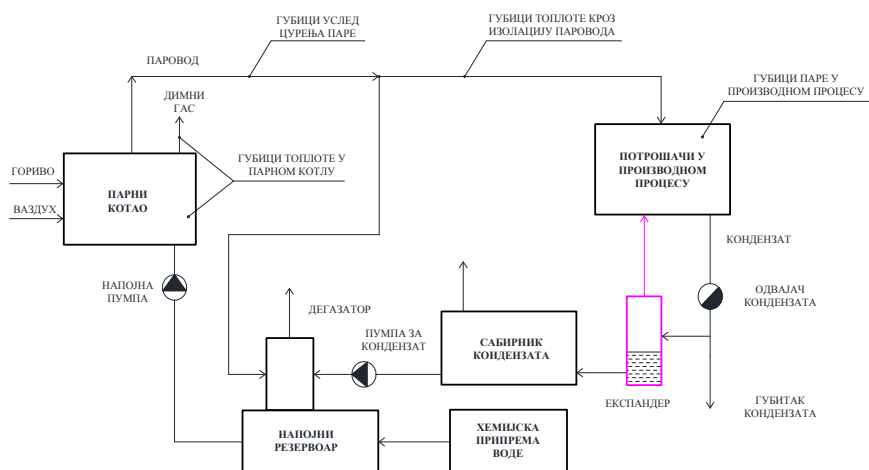 ГУБИЦИ УСЛЕД
ЦУРЕЊА ПАРЕ
ГУБИЦИ ТОПЛОТЕ КРОЗ
ИЗОЛАЦИЈУ ПАРОВОДА
ПАРОВОД
ГУБИЦИ ПАРЕ У
ПРОИЗВОДНОМ ПРОЦЕСУ
ДИМНИ
ГАС
ГУБИЦИ ТОПЛОТЕ У
ПАРНОМ КОТЛУ
ПОТРОШАЧИ У
ПРОИЗВОДНОМ
ПРОЦЕСУ
ГОРИВО
ВАЗДУХ
ПАРНИ
КОТАО
КОНДЕНЗАТ
НАПОЈНА
ПУМПА
ОДВАЈАЧ
КОНДЕНЗАТА
ДЕГАЗАТОР
ПУМПА ЗА
КОНДЕНЗАТ
САБИРНИК
КОНДЕНЗАТА
ЕКСПАНДЕР
ГУБИТАК
КОНДЕНЗАТА
НАПОЈНИ
РЕЗЕРВОАР
ХЕМИЈСКА
ПРИПРЕМА
ВОДЕ